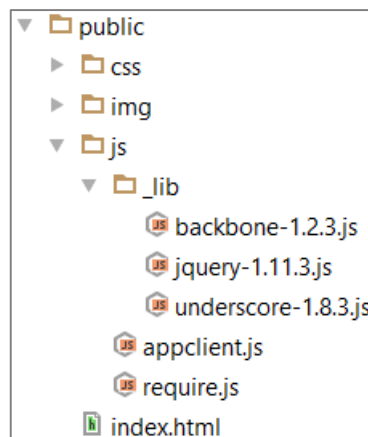 public
css
img
js
_lib
backbone-1.2.3.js
jquery-1.11.3.js
underscore-1.8.3.js
appclient.js
require.js
index.html